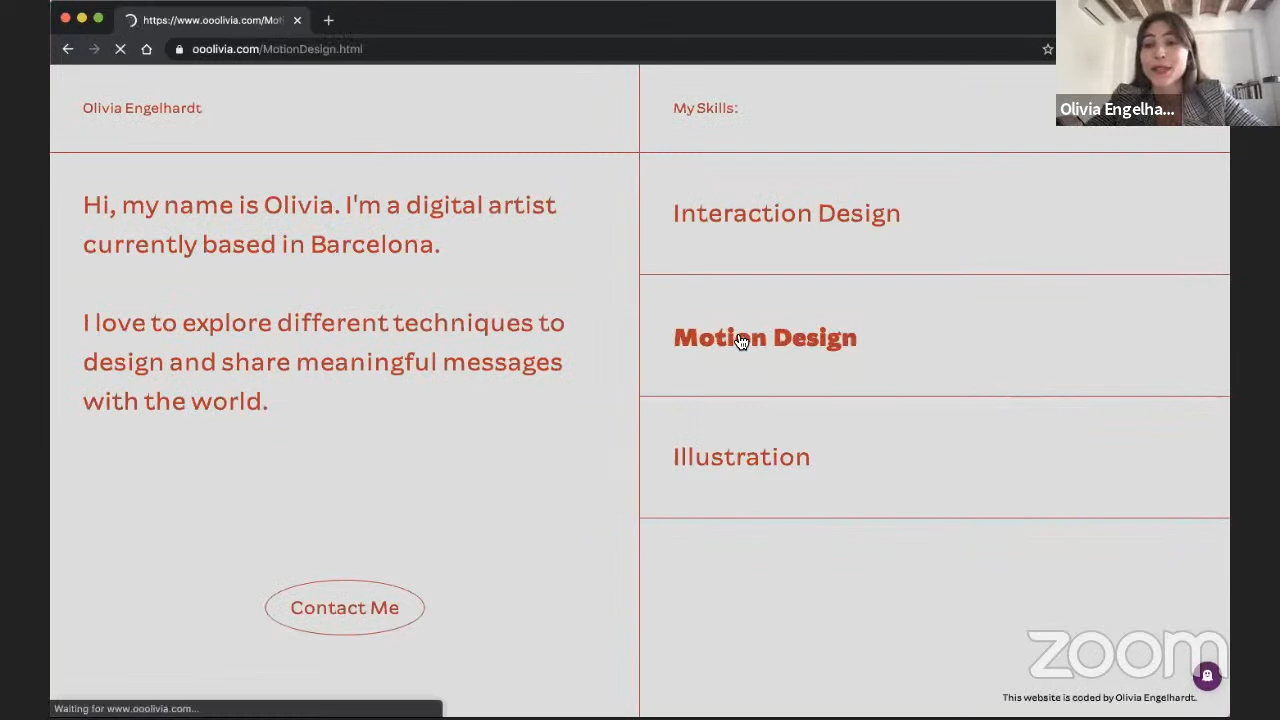 https://www.ooolivia.com/Mot
ooolivia.com/MotionDesign.html
Olivia Engelha...
Olivia Engelhardt
My Skills:
Hi, my name is Olivia. I'm a digital artist
currently based in Barcelona.
I love to explore different techniques to
design and share meaningful messages
with the world.
Contact Me
Interaction Design
Motion Design
Illustration
zoom
This website is coded by Olivia Engelhardt.
Waiting for www.ooolivia.com...